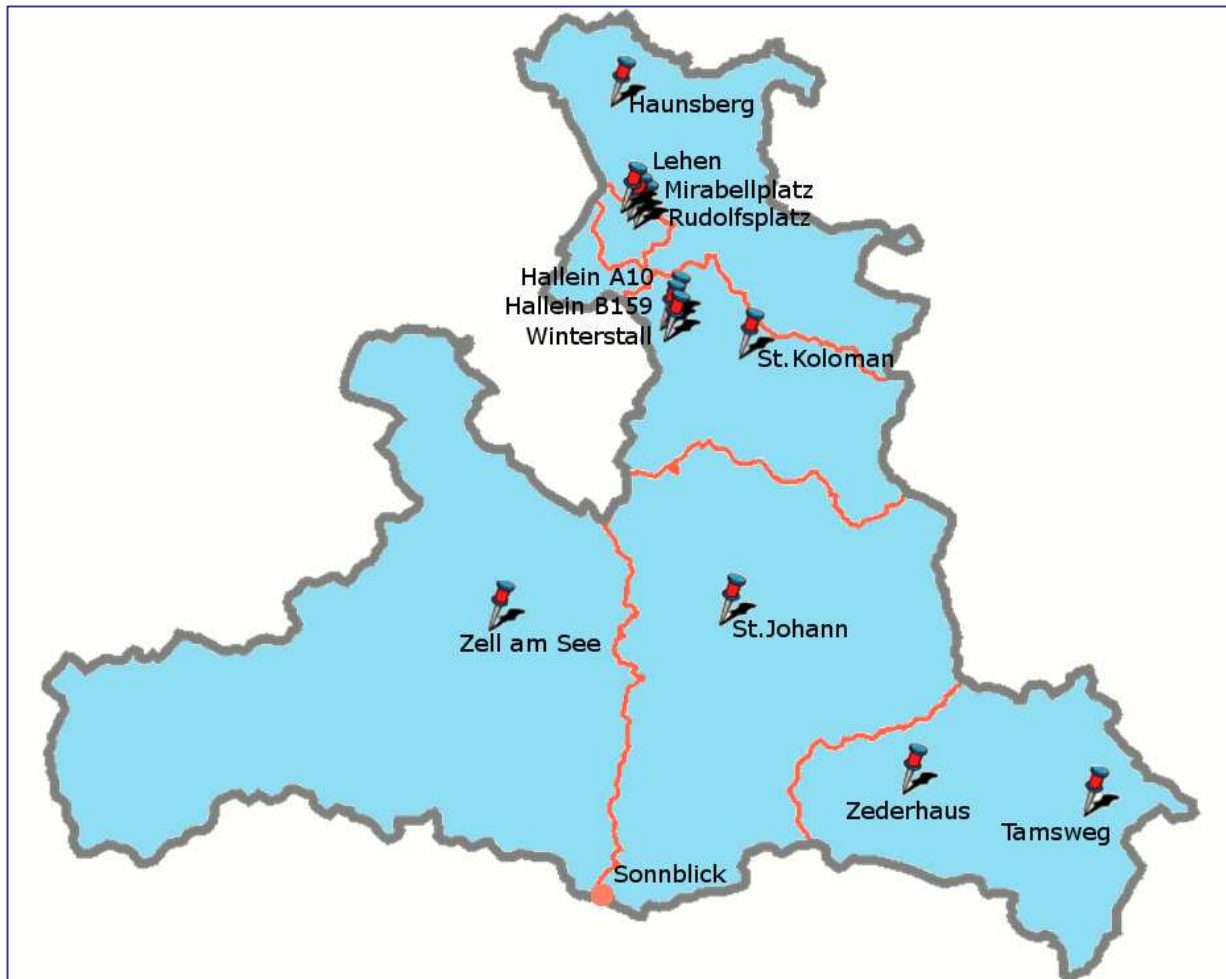 Haunsberg
Lehen
Mirabellplatz
Rudolfsplatz
Hallein A10
Hallein B159
Winterstall
St.Koloman
Zell am See
St.Johann
Zederhaus
Tamsweg
Sonnblick